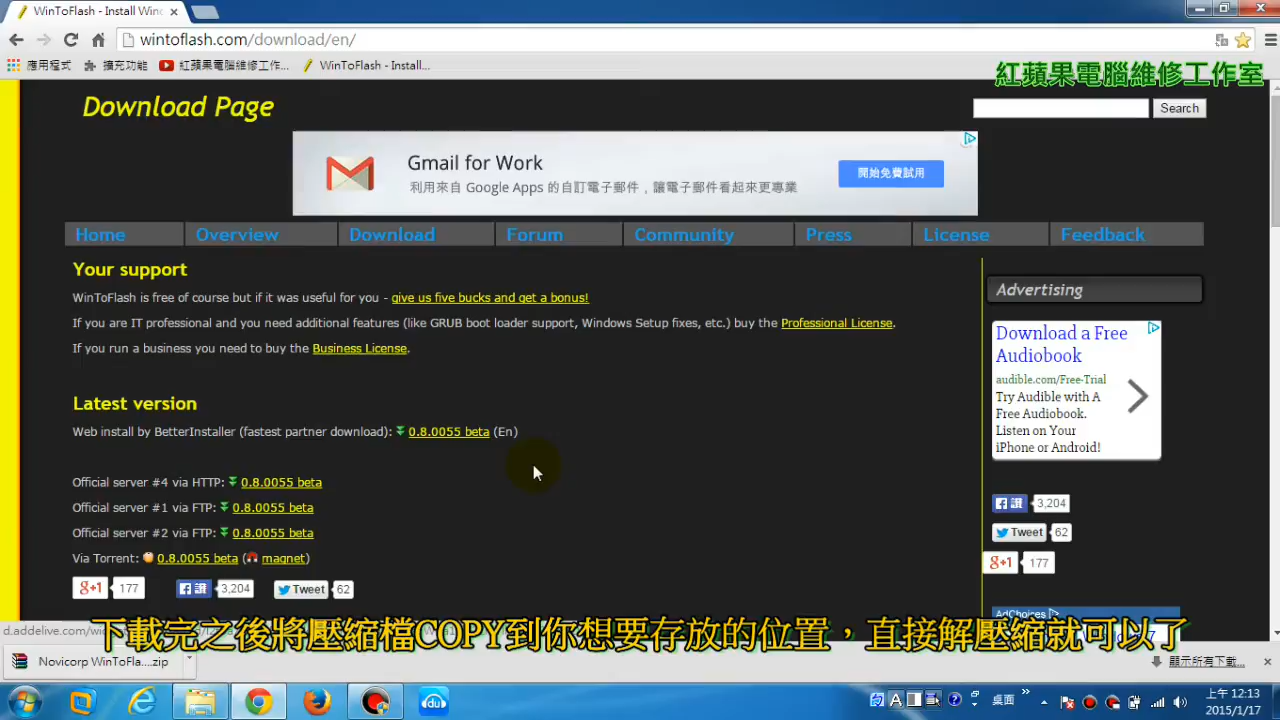 WinToFlash - Install Wind
wintoflash.com/download/en/
應用程式
擴充功能
紅蘋果電腦維修工作...
WinToFlash - Install...
紅蘋果電腦維修工作室
Download Page
Search
Gmail for Work
利用來自 Google Apps 的自訂電子郵件，讓電子郵件看起來更專業
開始免費試用
Home
Overview
Download
Forum
Community
Press
License
Feedback
Your support
WinToFlash is free of course but if it was useful for you - give us five bucks and get a bonus!
If you are IT professional and you need additional features (like GRUB boot loader support, Windows Setup fixes, etc.) buy the Professional License.
If you run a business you need to buy the Business License.
Advertising
Download a Free
Audiobook
audible.com/Free-Trial
Try Audible with A
Free Audiobook.
Listen on Your
iPhone or Android!
Latest version
Web install by BetterInstaller (fastest partner download): 0.8.0055 beta (En)
Official server #4 via HTTP: 0.8.0055 beta
Official server #1 via FTP: 0.8.0055 beta
Official server #2 via FTP: 0.8.0055 beta
Via Torrent: 0.8.0055 beta (magnet)
g+1 177
讚 3,204
Tweet 62
讚 3,204
Tweet 62
g+1 177
AdChoices
下載完之後將壓縮檔COPY到你想要存放的位置，直接解壓縮就可以了
Novicorp WinToFla....zip
顯示所有下載...
桌面
上午 12:13
2015/1/17